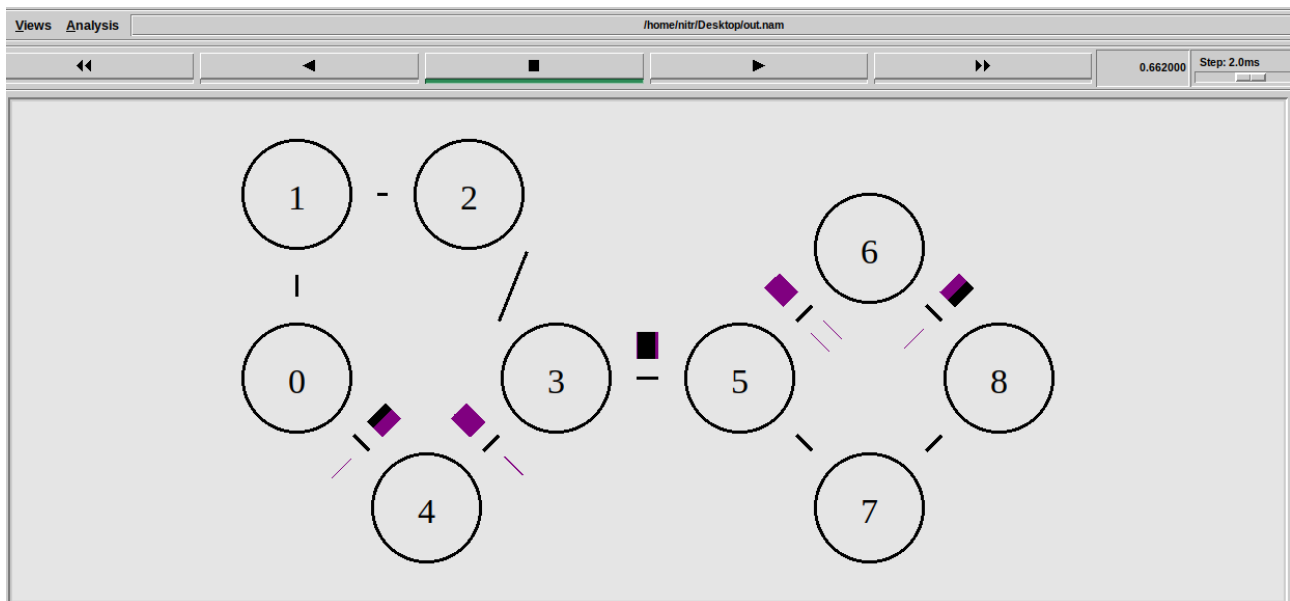 Views Analysis /home/nitr/Desktop/out.nam
0.662000 Step: 2.0ms
1 2
6
0 3 5 8
4 7